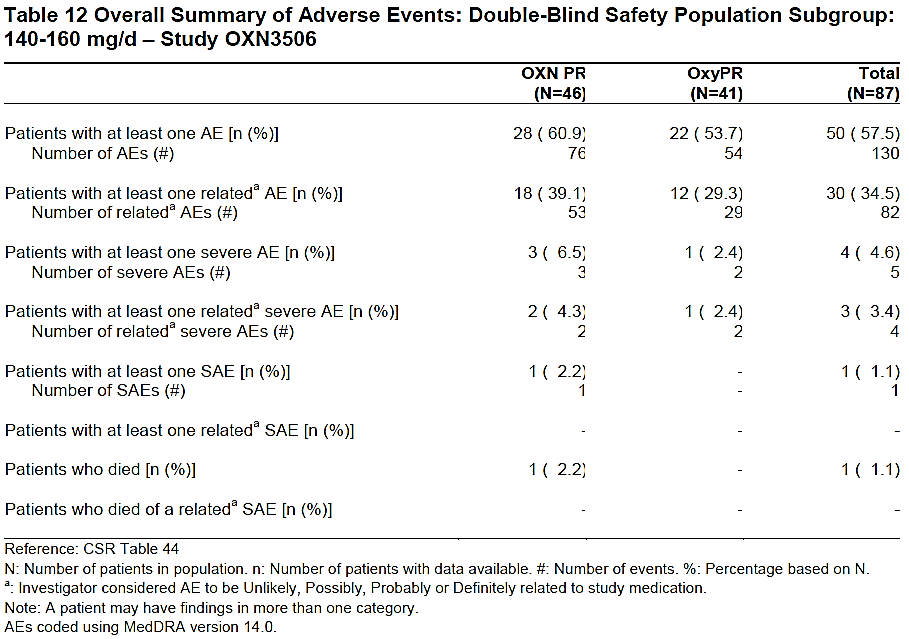 Table 12 Overall Summary of Adverse Events: Double-Blind Safety Population Subgroup:
140-160 mg/d – Study OXN3506
OXN PR OxyPR Total
(N=46) (N=41) (N=87)
Patients with at least one AE [n (%)] 28 ( 60.9) 22 ( 53.7) 50 ( 57.5)
Number of AEs (#) 76 54 130
Patients with at least one relatedᵃ AE [n (%)] 18 ( 39.1) 12 ( 29.3) 30 ( 34.5)
Number of relatedᵃ AEs (#) 53 29 82
Patients with at least one severe AE [n (%)] 3 ( 6.5) 1 ( 2.4) 4 ( 4.6)
Number of severe AEs (#) 3 2 5
Patients with at least one relatedᵃ severe AE [n (%)] 2 ( 4.3) 1 ( 2.4) 3 ( 3.4)
Number of relatedᵃ severe AEs (#) 2 2 4
Patients with at least one SAE [n (%)] 1 ( 2.2) - 1 ( 1.1)
Number of SAEs (#) 1 - 1
Patients with at least one relatedᵃ SAE [n (%)] - - -
Patients who died [n (%)] 1 ( 2.2) - 1 ( 1.1)
Patients who died of a relatedᵃ SAE [n (%)] - - -
Reference: CSR Table 44
N: Number of patients in population. n: Number of patients with data available. #: Number of events. %: Percentage based on N.
ᵃ: Investigator considered AE to be Unlikely, Possibly, Probably or Definitely related to study medication.
Note: A patient may have findings in more than one category.
AEs coded using MedDRA version 14.0.